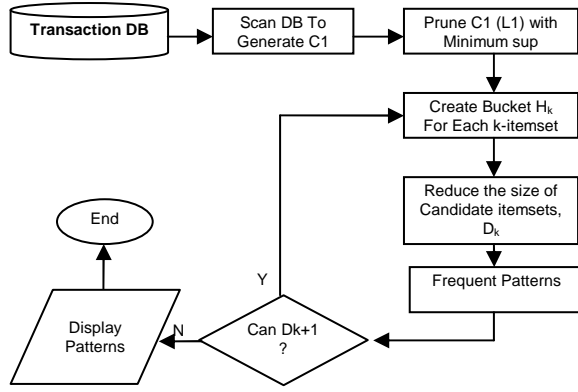 Transaction DB
Scan DB To
Generate C1
Prune C1 (L1) with
Minimum sup
Create Bucket Hk
For Each k-itemset
Reduce the size of
Candidate itemsets,
Dk
Frequent Patterns
Can Dk+1
?
Y
N
Display
Patterns
End